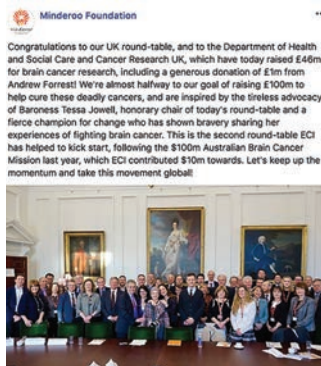 Minderoo Foundation
Congratulations to our UK round-table, and to the Department of Health
and Social Care and Cancer Research UK, which have today raised £46m
for brain cancer research, including a generous donation of £1m from
Andrew Forrest! We're almost halfway to our goal of raising £100m to
help cure these deadly cancers, and are inspired by the tireless advocacy
of Baroness Tessa Jowell, honorary chair of today's round-table and a
fierce champion for change who has shown bravery sharing her
experiences of fighting brain cancer. This is the second round-table ECI
has helped to kick start, following the $100m Australian Brain Cancer
Mission last year, which ECI contributed $10m towards. Let's keep up the
momentum and take this movement global!